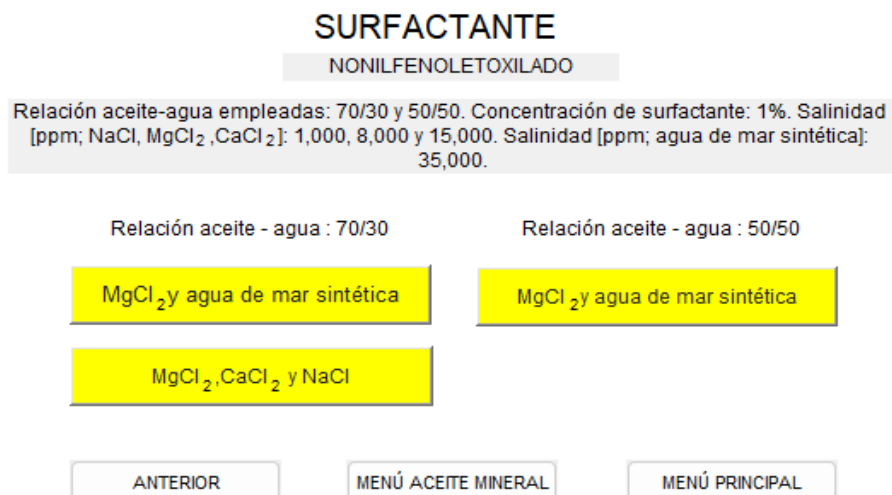 SURFACTANTE
NONILFENOLETOXILADO
Relación aceite-agua empleadas: 70/30 y 50/50. Concentración de surfactante: 1%. Salinidad
[ppm; NaCl, MgCl₂ ,CaCl₂]: 1,000, 8,000 y 15,000. Salinidad [ppm; agua de mar sintética]:
35,000.
Relación aceite - agua : 70/30
Relación aceite - agua : 50/50
MgCl₂y agua de mar sintética
MgCl₂y agua de mar sintética
MgCl₂,CaCl₂ y NaCl
ANTERIOR
MENÚ ACEITE MINERAL
MENÚ PRINCIPAL